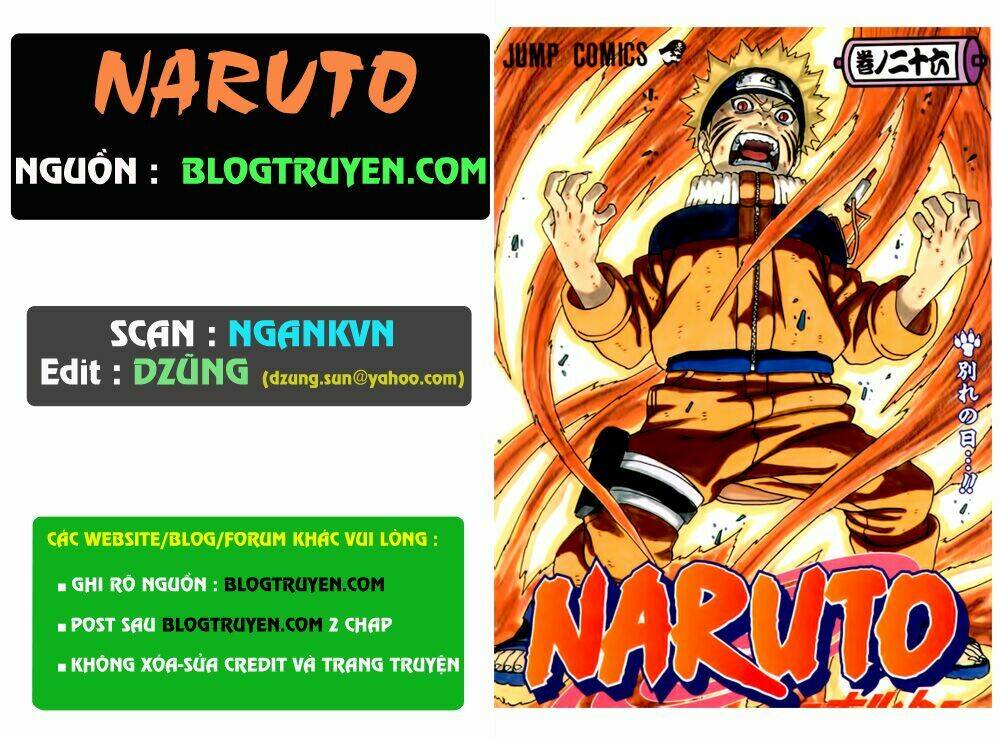 NARUTO
NGUỒN : BLOGTRUYEN.COM
SCAN : NGANKVN
Edit : DZŨNG (dzung.sun@yahoo.com)
CÁC WEBSITE/BLOG/FORUM KHÁC VUI LÒNG :
▪ GHI RÕ NGUỒN : BLOGTRUYEN.COM
▪ POST SAU BLOGTRUYEN.COM 2 CHAP
▪ KHÔNG XÓA-SỬA CREDIT VÀ TRANG TRUYỆN
JUMP COMICS
巻ノ二十六
別れの日…!!
NARUTO